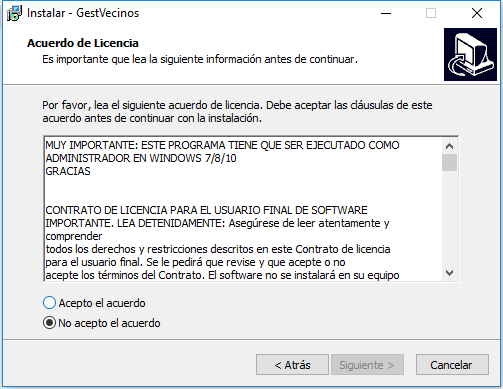 Instalar - GestVecinos
Acuerdo de Licencia
Es importante que lea la siguiente información antes de continuar.
Por favor, lea el siguiente acuerdo de licencia. Debe aceptar las cláusulas de este
acuerdo antes de continuar con la instalación.
MUY IMPORTANTE: ESTE PROGRAMA TIENE QUE SER EJECUTADO COMO
ADMINISTRADOR EN WINDOWS 7/8/10
GRACIAS
CONTRATO DE LICENCIA PARA EL USUARIO FINAL DE SOFTWARE
IMPORTANTE. LEA DETENIDAMENTE: Asegúrese de leer atentamente y
comprender
todos los derechos y restricciones descritos en este Contrato de licencia
para el usuario final. Se le pedirá que revise y que acepte o no
acepte los términos del Contrato. El software no se instalará en su equipo
Acepto el acuerdo
No acepto el acuerdo
< Atrás
Siguiente >
Cancelar